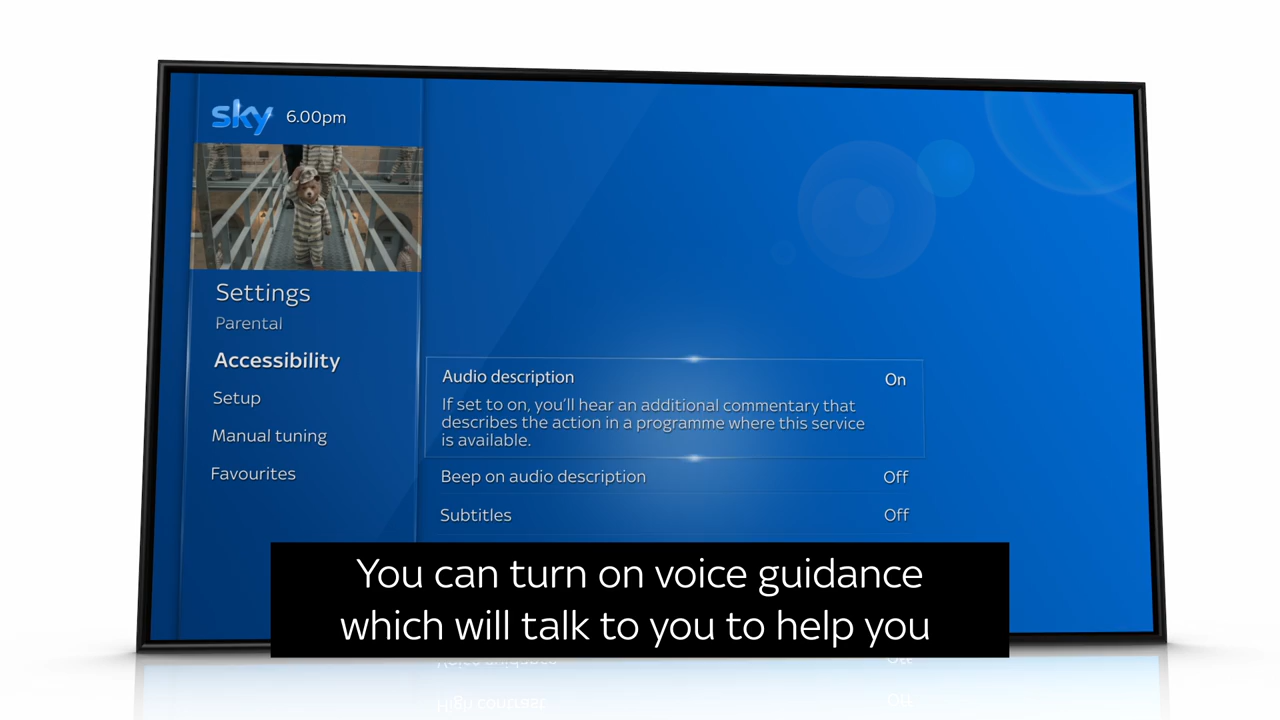 sky 6.00pm
Settings
Parental
Accessibility
Setup
Manual tuning
Favourites
Audio description On
If set to on, you'll hear an additional commentary that
describes the action in a programme where this service
is available.
Beep on audio description Off
Subtitles Off
You can turn on voice guidance
which will talk to you to help you